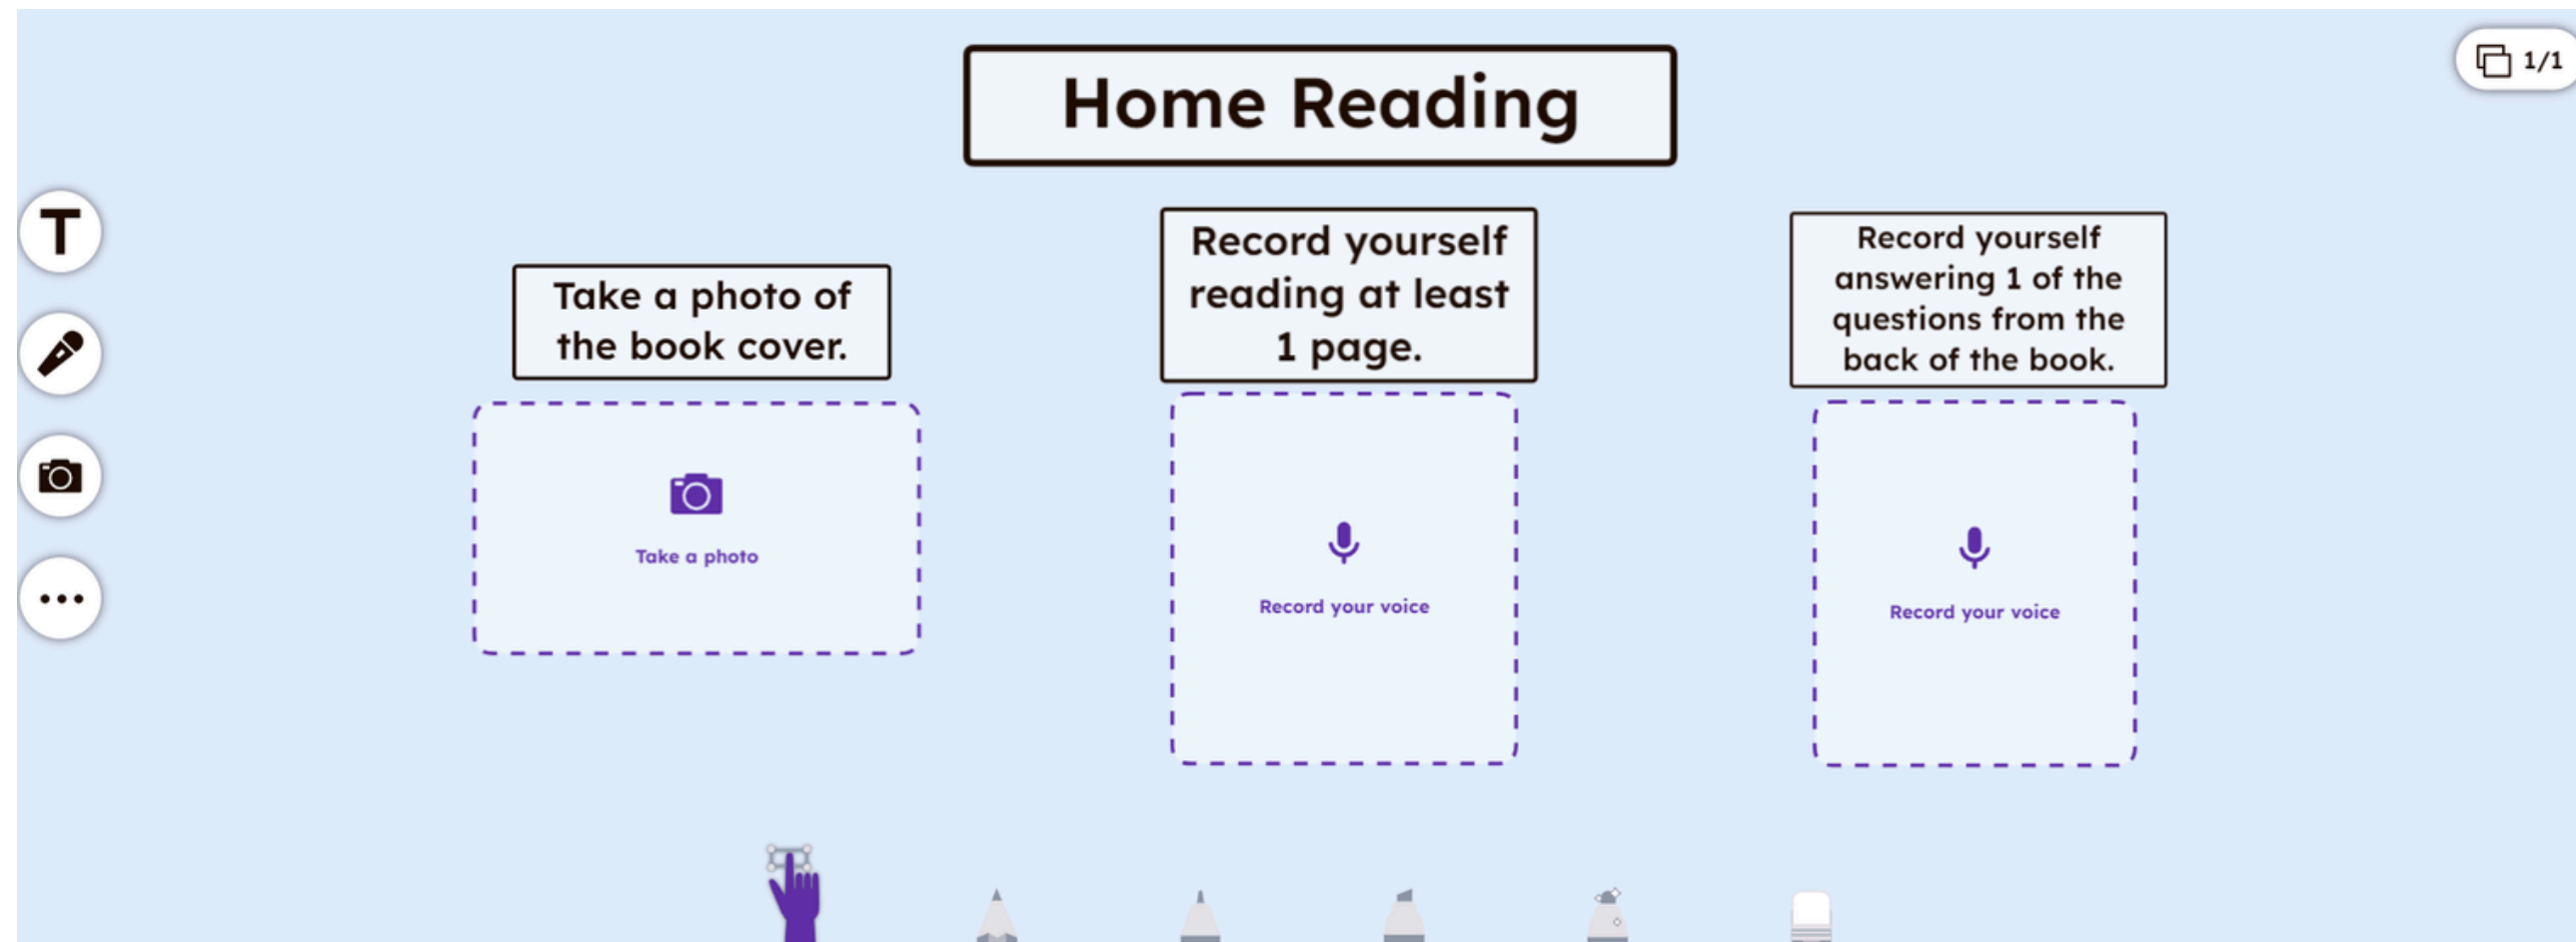 Home Reading
1/1
T
Take a photo of
the book cover.
Record yourself
reading at least
1 page.
Record yourself
answering 1 of the
questions from the
back of the book.
Take a photo
Record your voice
Record your voice